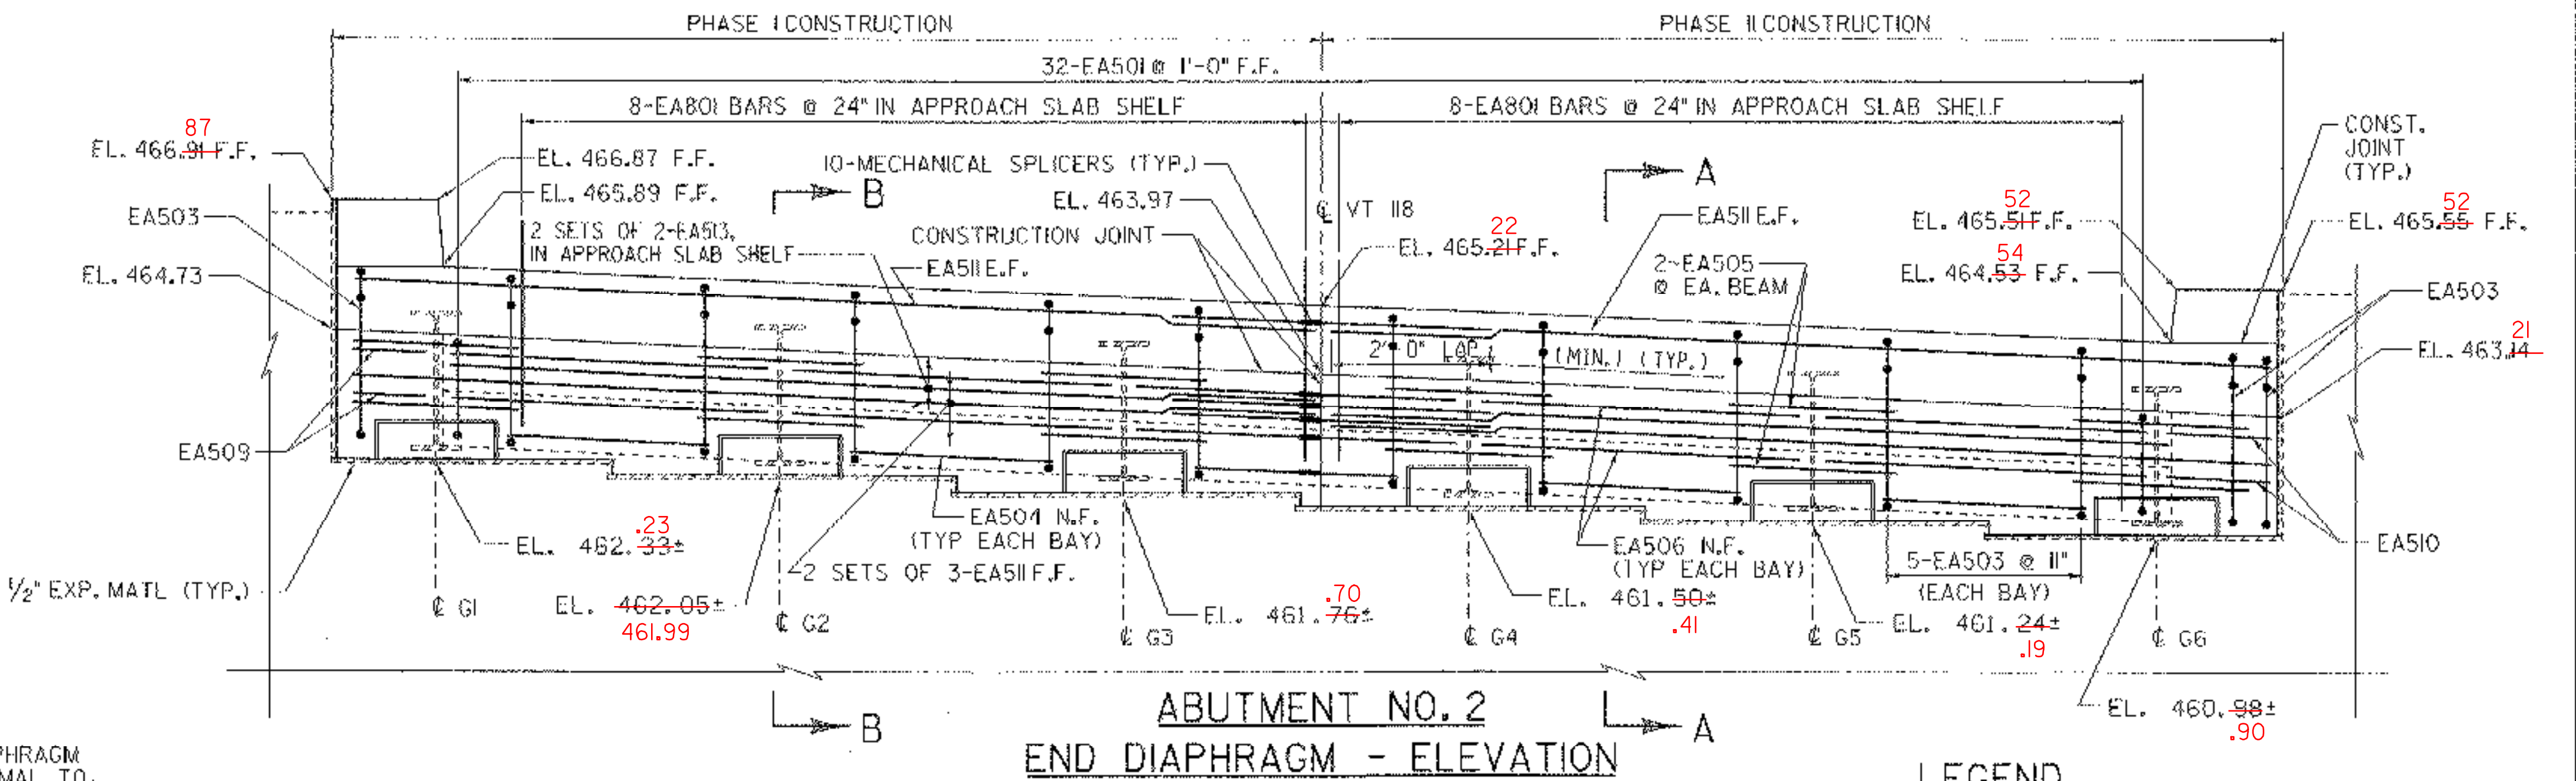 PHASE I CONSTRUCTION
PHASE II CONSTRUCTION
32-EA501 @ 1'-0" F.F.
8-EA801 BARS @ 24" IN APPROACH SLAB SHELF
8-EA801 BARS @ 24" IN APPROACH SLAB SHELF
87
EL. 466.91 F.F.
EL. 466.87 F.F.
EL. 465.89 F.F.
10-MECHANICAL SPLICERS (TYP.)
B
A
CONST.
JOINT
(TYP.)
EA503
EL. 463.97
℄ VT 118
EA511 E.F.
52
EL. 465.51 F.F.
52
EL. 465.55 F.F.
2 SETS OF 2-EA513,
IN APPROACH SLAB SHELF
CONSTRUCTION JOINT
22
EL. 465.21 F.F.
EL. 464.73
EA511 E.F.
2-EA505
@ EA. BEAM
54
EL. 464.53 F.F.
EA503
2'-0" LAP
(MIN.) (TYP.)
21
EL. 463.14
EA509
.23
EL. 462.33±
EA504 N.F.
(TYP EACH BAY)
2 SETS OF 3-EA511 F.F.
EA506 N.F.
(TYP EACH BAY)
5-EA503 @ 11"
(EACH BAY)
EA510
1/2" EXP. MATL (TYP.)
℄ G1
EL. 462.05±
461.99
℄ G2
.70
EL. 461.76±
℄ G3
EL. 461.50±
.41
℄ G4
℄ G5
EL. 461.24±
.19
℄ G6
EL. 460.98±
.90
B
A
ABUTMENT NO. 2
END DIAPHRAGM - ELEVATION
PHRAGM
MAL TO
LEGEND